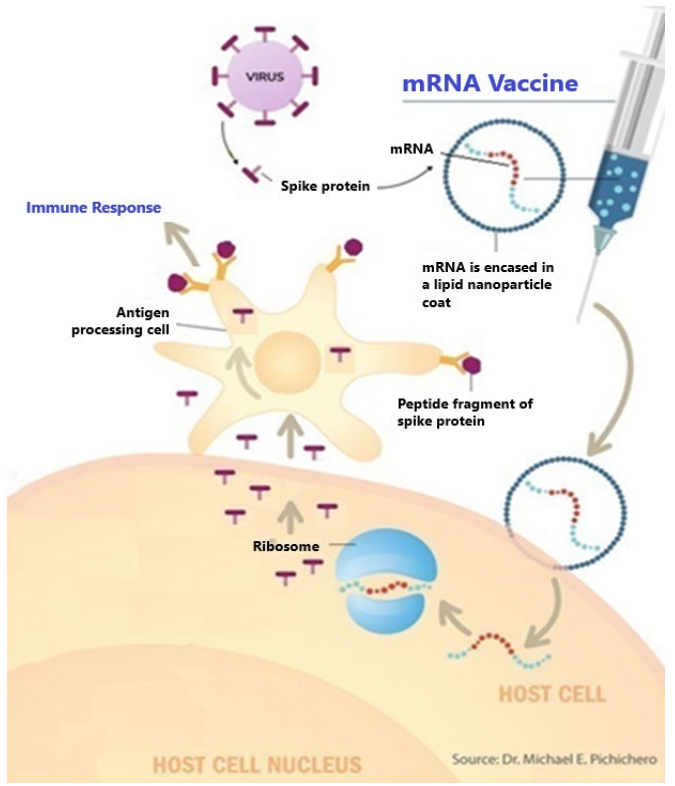 VIRUS
mRNA Vaccine
mRNA
Spike protein
Immune Response
mRNA is encased in
a lipid nanoparticle
coat
Antigen
processing cell
Peptide fragment of
spike protein
Ribosome
HOST CELL
HOST CELL NUCLEUS
Source: Dr. Michael E. Pichichero